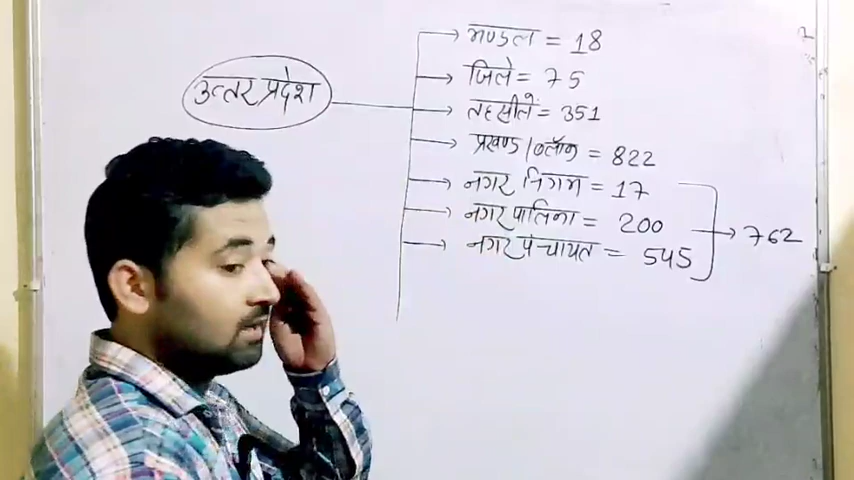 उत्तर प्रदेश
मण्डल = 18
जिले = 75
तहसीलें = 351
प्रखण्ड / ब्लॉक = 822
नगर निगम = 17
नगर पालिका = 200
नगर पंचायत = 545
762